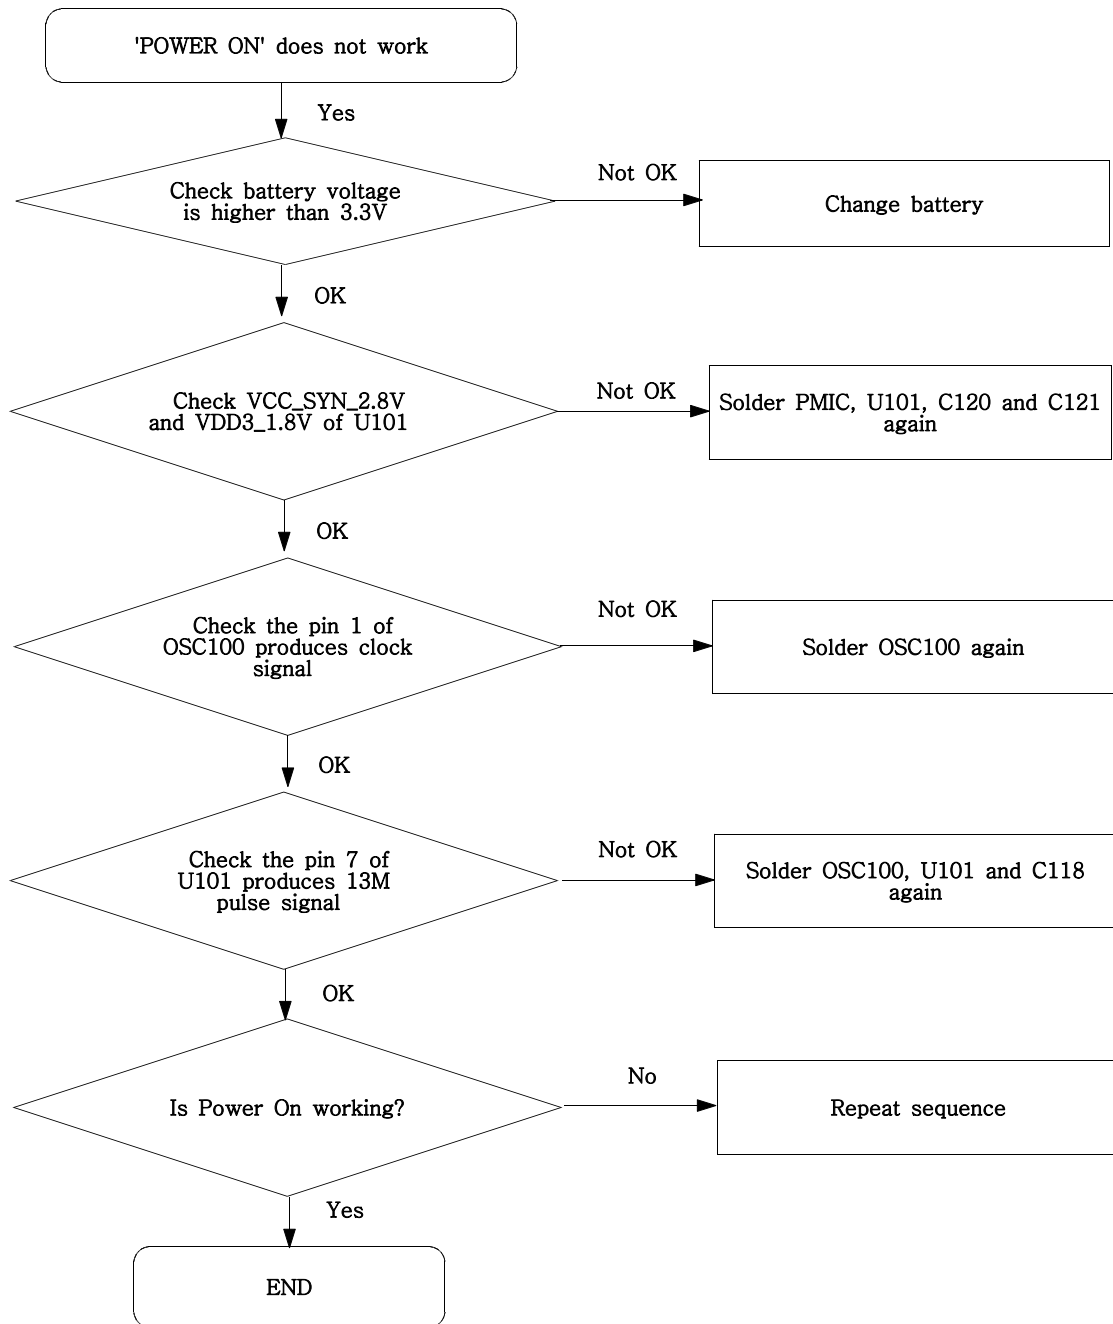 'POWER ON' does not work
Yes
Check battery voltage
is higher than 3.3V
Not OK
Change battery
OK
Check VCC_SYN_2.8V
and VDD3_1.8V of U101
Not OK
Solder PMIC, U101, C120 and C121
again
OK
Check the pin 1 of
OSC100 produces clock
signal
Not OK
Solder OSC100 again
OK
Check the pin 7 of
U101 produces 13M
pulse signal
Not OK
Solder OSC100, U101 and C118
again
OK
Is Power On working?
No
Repeat sequence
Yes
END